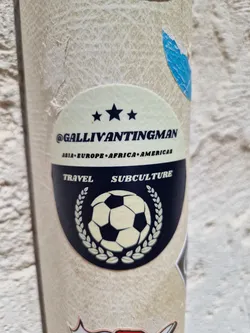 @GALLIVANTINGMAN
ASIA•EUROPE•AFRICA•AMERICAS
TRAVEL SUBCULTURE